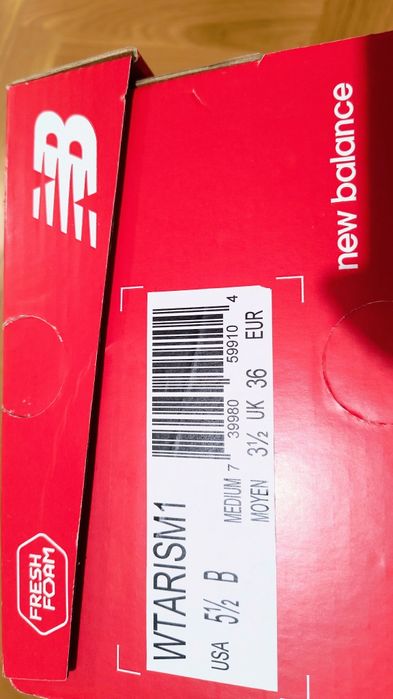 NB
new balance
FRESH
FOAM
WTARISM1
USA 5½ B
MEDIUM
MOYEN 3½ UK 36 EUR
7 39980 59910 4